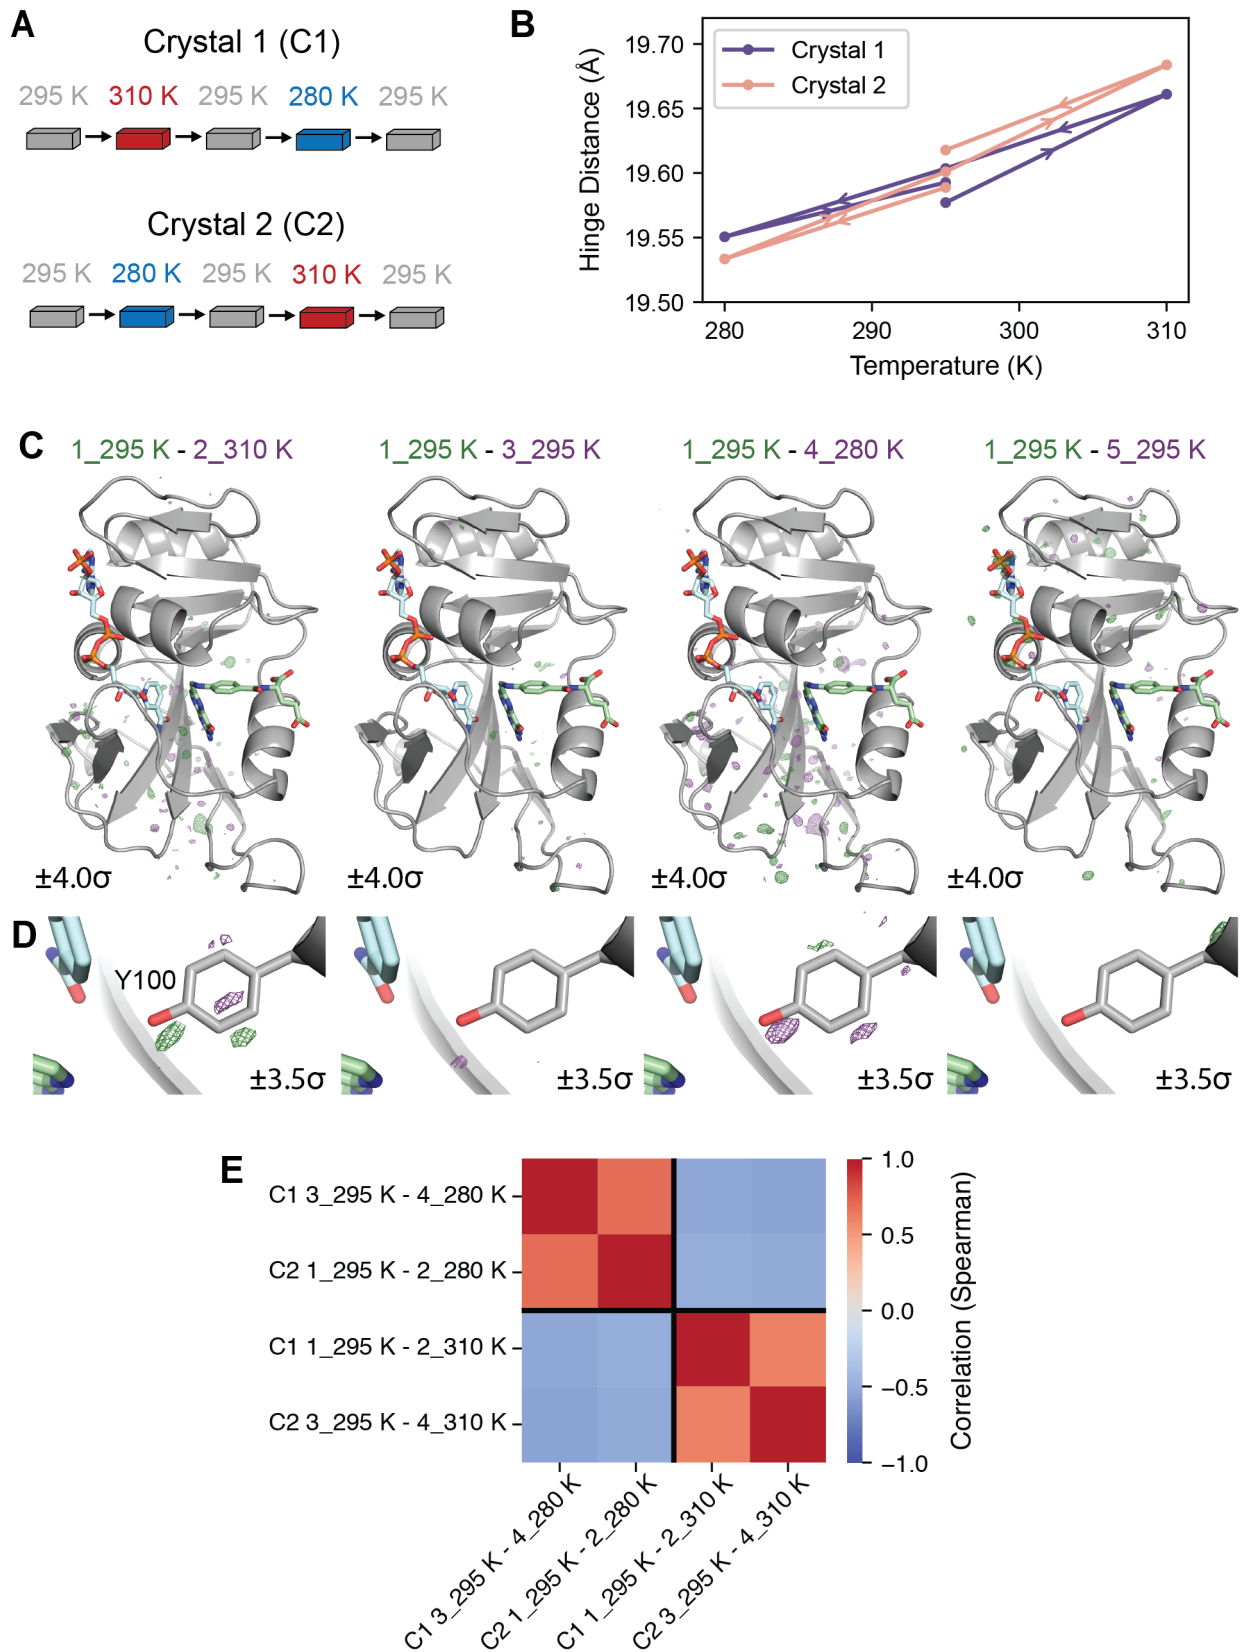 A
Crystal 1 (C1)
295 K 310 K 295 K 280 K 295 K
Crystal 2 (C2)
295 K 280 K 295 K 310 K 295 K
B
Hinge Distance (Å)
19.70
19.65
19.60
19.55
19.50
Crystal 1
Crystal 2
280 290 300 310
Temperature (K)
C
1_295 K - 2_310 K
1_295 K - 3_295 K
1_295 K - 4_280 K
1_295 K - 5_295 K
±4.0σ
±4.0σ
±4.0σ
±4.0σ
D
Y100
±3.5σ
±3.5σ
±3.5σ
±3.5σ
E
C1 3_295 K - 4_280 K
C2 1_295 K - 2_280 K
C1 1_295 K - 2_310 K
C2 3_295 K - 4_310 K
C1 3_295 K - 4_280 K
C2 1_295 K - 2_280 K
C1 1_295 K - 2_310 K
C2 3_295 K - 4_310 K
1.0
0.5
0.0
−0.5
−1.0
Correlation (Spearman)